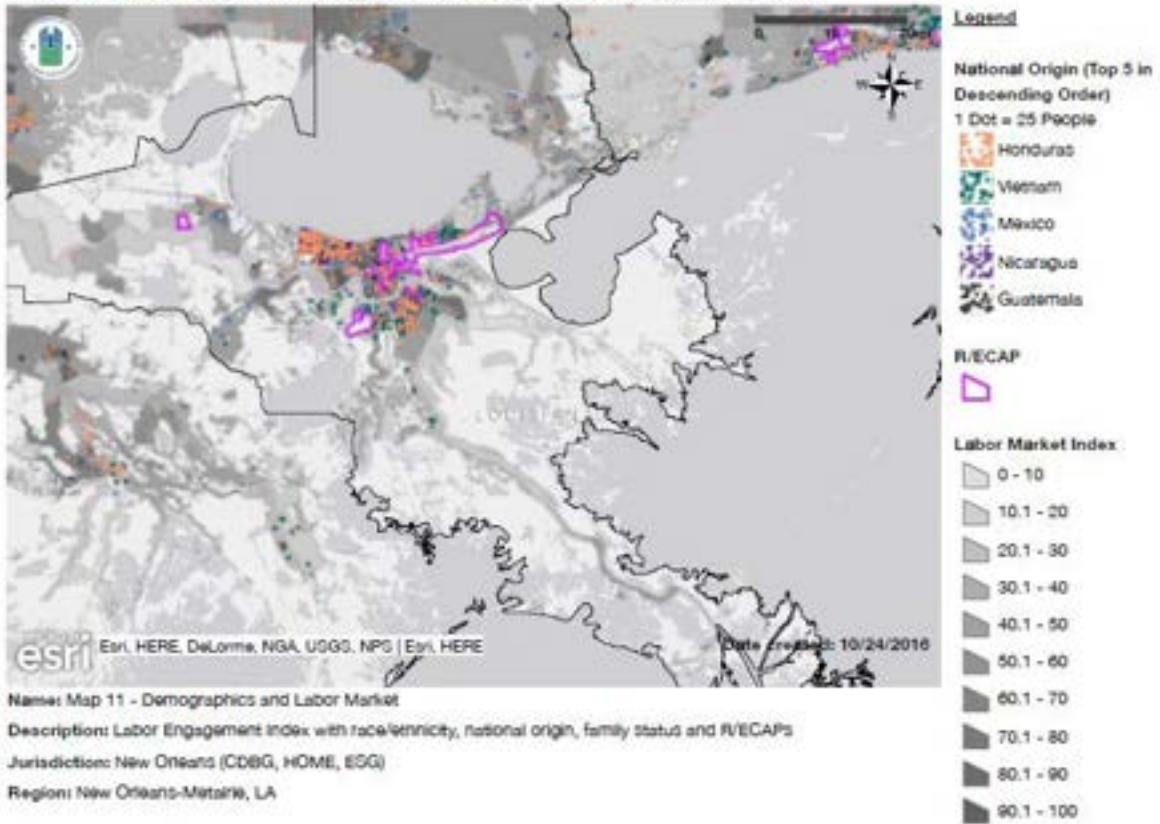 Legend
National Origin (Top 5 in
Descending Order)
1 Dot = 25 People
Honduras
Vietnam
Mexico
Nicaragua
Guatemala
R/ECAP
Labor Market Index
0 - 10
10.1 - 20
20.1 - 30
30.1 - 40
40.1 - 50
50.1 - 60
60.1 - 70
70.1 - 80
80.1 - 90
90.1 - 100
0
N
W
E
esri
Esri, HERE, DeLorme, NGA, USGS, NPS | Esri, HERE
Date created: 10/24/2016
Name: Map 11 - Demographics and Labor Market
Description: Labor Engagement Index with race/ethnicity, national origin, family status and R/ECAPs
Jurisdiction: New Orleans (CDBG, HOME, ESG)
Region: New Orleans-Metairie, LA